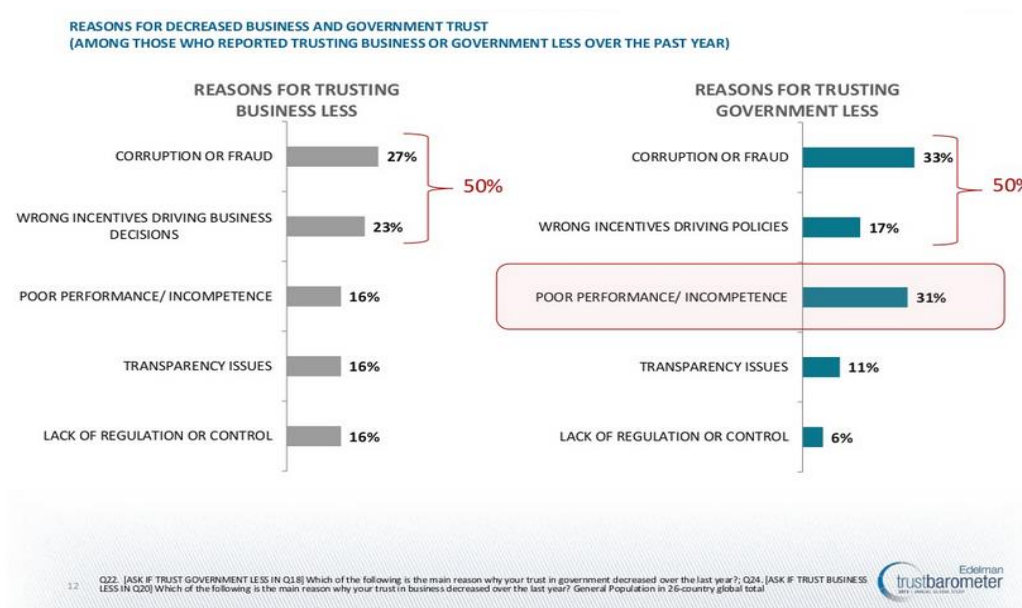 REASONS FOR DECREASED BUSINESS AND GOVERNMENT TRUST
(AMONG THOSE WHO REPORTED TRUSTING BUSINESS OR GOVERNMENT LESS OVER THE PAST YEAR)
REASONS FOR TRUSTING
BUSINESS LESS
CORRUPTION OR FRAUD 27%
50%
WRONG INCENTIVES DRIVING BUSINESS
DECISIONS 23%
POOR PERFORMANCE/ INCOMPETENCE 16%
TRANSPARENCY ISSUES 16%
LACK OF REGULATION OR CONTROL 16%
REASONS FOR TRUSTING
GOVERNMENT LESS
CORRUPTION OR FRAUD 33%
50%
WRONG INCENTIVES DRIVING POLICIES 17%
POOR PERFORMANCE/ INCOMPETENCE 31%
TRANSPARENCY ISSUES 11%
LACK OF REGULATION OR CONTROL 6%
12
Q22. [ASK IF TRUST GOVERNMENT LESS IN Q18] Which of the following is the main reason why your trust in government decreased over the last year?; Q24. [ASK IF TRUST BUSINESS
LESS IN Q20] Which of the following is the main reason why your trust in business decreased over the last year? General Population in 26-country global total
Edelman
trustbarometer
ANNUAL GLOBAL STUDY